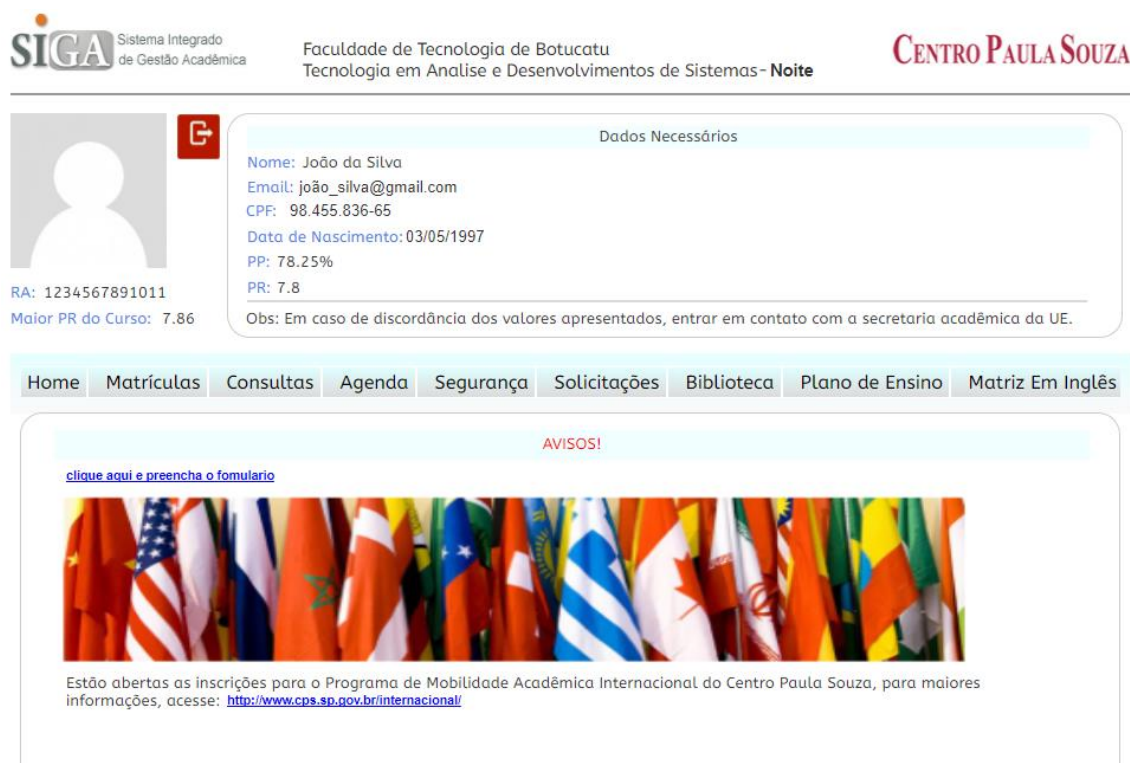 SIGA Sistema Integrado
de Gestão Acadêmica
Faculdade de Tecnologia de Botucatu
Tecnologia em Analise e Desenvolvimentos de Sistemas - Noite
CENTRO PAULA SOUZA
RA: 1234567891011
Maior PR do Curso: 7.86
Dados Necessários
Nome: João da Silva
Email: joão_silva@gmail.com
CPF: 98.455.836-65
Data de Nascimento: 03/05/1997
PP: 78.25%
PR: 7.8
Obs: Em caso de discordância dos valores apresentados, entrar em contato com a secretaria acadêmica da UE.
Home Matrículas Consultas Agenda Segurança Solicitações Biblioteca Plano de Ensino Matriz Em Inglês
AVISOS!
clique aqui e preencha o fomulario
Estão abertas as inscrições para o Programa de Mobilidade Acadêmica Internacional do Centro Paula Souza, para maiores
informações, acesse: http://www.cps.sp.gov.br/internacional/